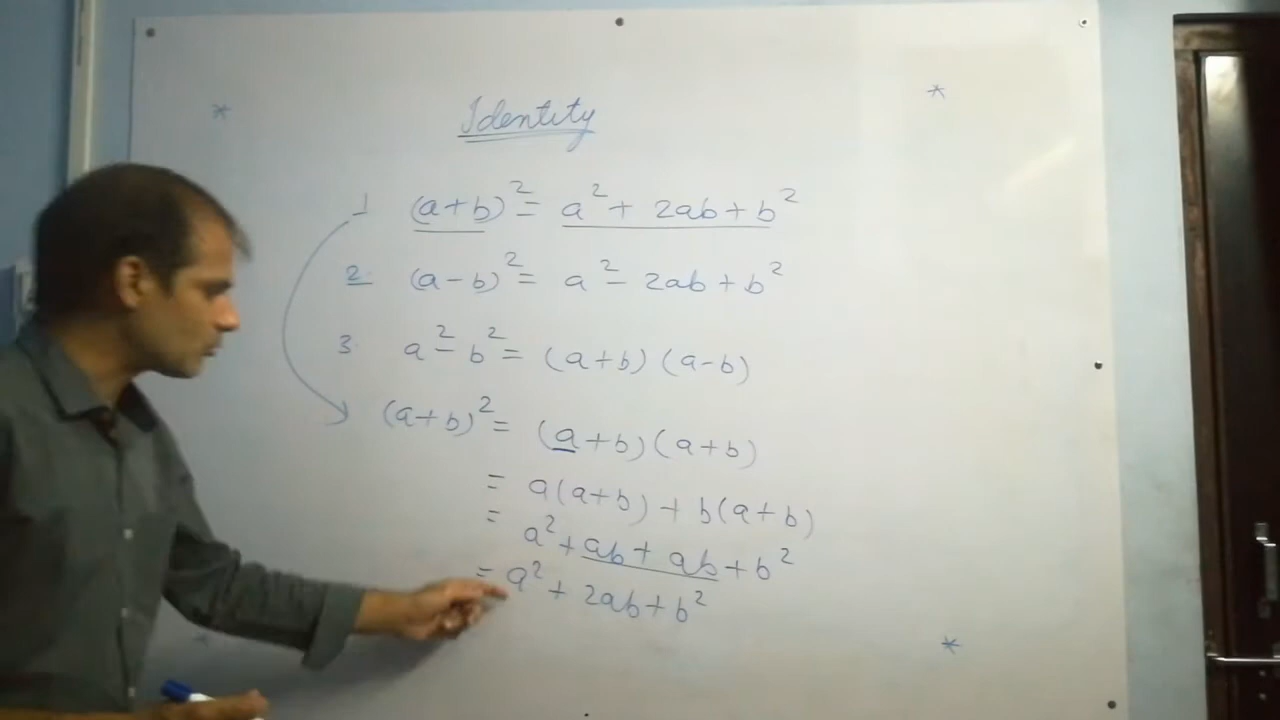 Identity
1 (a+b)² = a² + 2ab + b²
2. (a-b)² = a² - 2ab + b²
3 a² - b² = (a+b) (a-b)
(a+b)² = (a+b) (a+b)
= a(a+b) + b(a+b)
= a² + ab + ab + b²
= a² + 2ab + b²